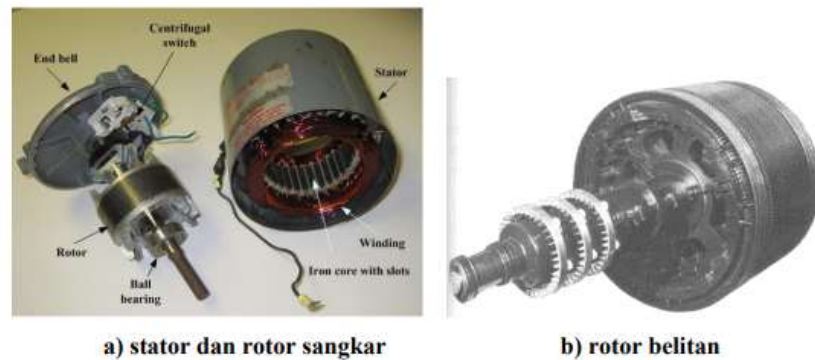 Centrifugal
switch
End bell
Stator
Rotor
Ball
bearing
Winding
Iron core with slots
a) stator dan rotor sangkar
b) rotor belitan